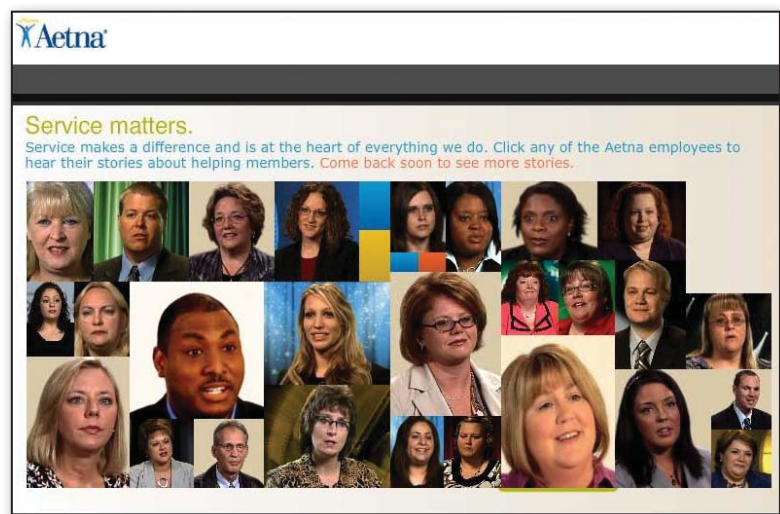 Aetna®
Service matters.
Service makes a difference and is at the heart of everything we do. Click any of the Aetna employees to
hear their stories about helping members. Come back soon to see more stories.